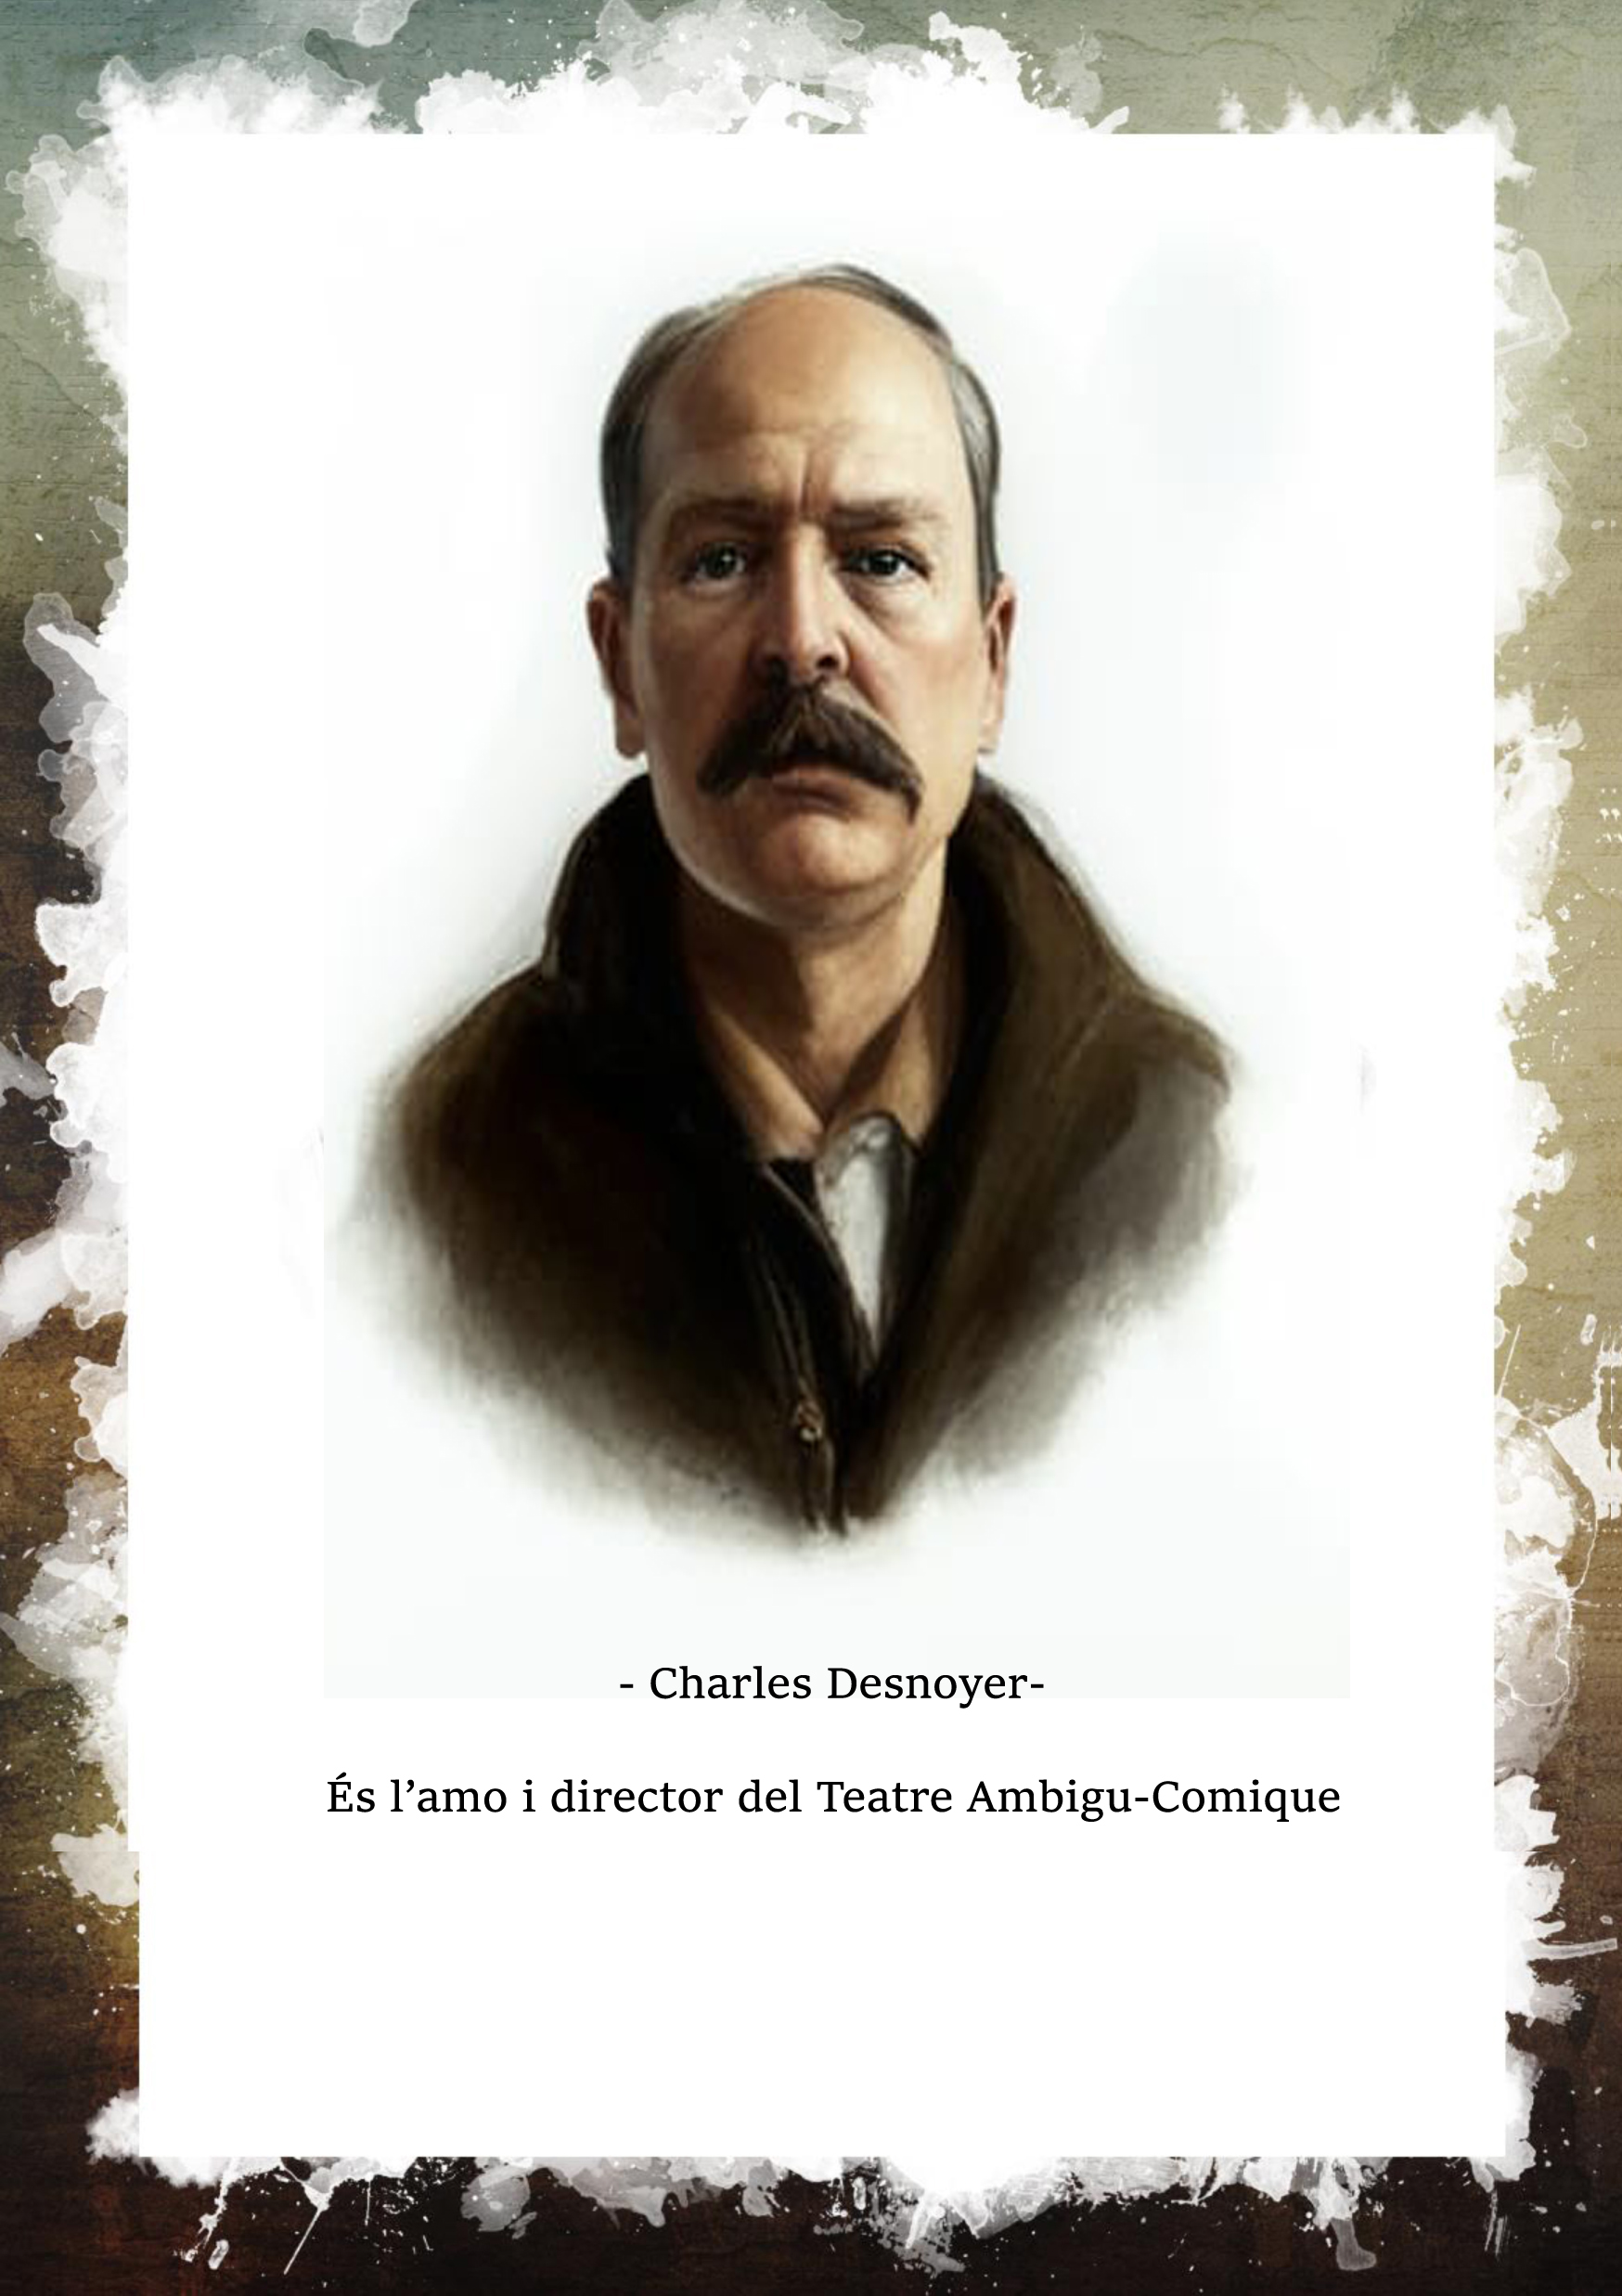 - Charles Desnoyer-
És l’amo i director del Teatre Ambigu-Comique